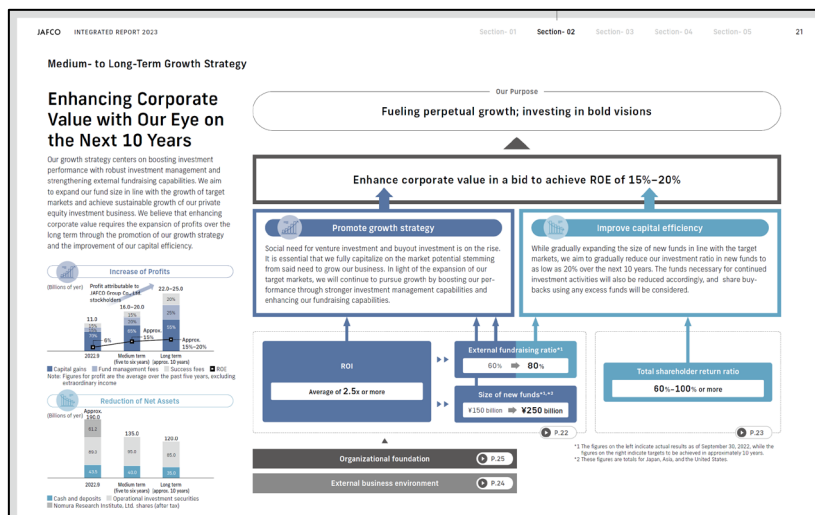 JAFCO INTEGRATED REPORT 2023
Section- 01 Section- 02 Section- 03 Section- 04 Section- 05 21
Medium- to Long-Term Growth Strategy
Enhancing Corporate
Value with Our Eye on
the Next 10 Years
Our growth strategy centers on boosting investment
performance with robust investment management and
strengthening external fundraising capabilities. We aim
to expand our fund size in line with the growth of target
markets and achieve sustainable growth of our private
equity investment business. We believe that enhancing
corporate value requires the expansion of profits over the
long term through the promotion of our growth strategy
and the improvement of our capital efficiency.
Increase of Profits
(Billions of yen)
Profit attributable to
JAFCO Group Co., Ltd.
stockholders
22.0–25.0
16.0–20.0
11.0
20%
15%
25%
15%
20%
65%
55%
73%
6%
Approx.
15%
Approx.
15%–20%
2022.9
Medium term
(five to six years)
Long term
(approx. 10 years)
Capital gains Fund management fees Success fees ROE
Note: Figures for profit are the average over the past five years, excluding
extraordinary income
Reduction of Net Assets
(Billions of yen)
Approx.
190.0
135.0
120.0
61.2
95.0
85.0
43.5
40.0
35.0
2022.9
Medium term
(five to six years)
Long term
(approx. 10 years)
Cash and deposits Operational investment securities
Nomura Research Institute, Ltd. shares (after tax)
Our Purpose
Fueling perpetual growth; investing in bold visions
Enhance corporate value in a bid to achieve ROE of 15%–20%
Promote growth strategy
Social need for venture investment and buyout investment is on the rise.
It is essential that we fully capitalize on the market potential stemming
from said need to grow our business. In light of the expansion of our
target markets, we will continue to pursue growth by boosting our per-
formance through stronger investment management capabilities and
enhancing our fundraising capabilities.
Improve capital efficiency
While gradually expanding the size of new funds in line with the target
markets, we aim to gradually reduce our investment ratio in new funds to
as low as 20% over the next 10 years. The funds necessary for continued
investment activities will also be reduced accordingly, and share buy-
backs using any excess funds will be considered.
ROI
Average of 2.5x or more
External fundraising ratio*1
60% 80%
Size of new funds*1,*2
¥150 billion ¥250 billion
P.22
Total shareholder return ratio
60%–100% or more
P.23
Organizational foundation P.25
External business environment P.24
*1 The figures on the left indicate actual results as of September 30, 2022, while the
figures on the right indicate targets to be achieved in approximately 10 years.
*2 These figures are totals for Japan, Asia, and the United States.